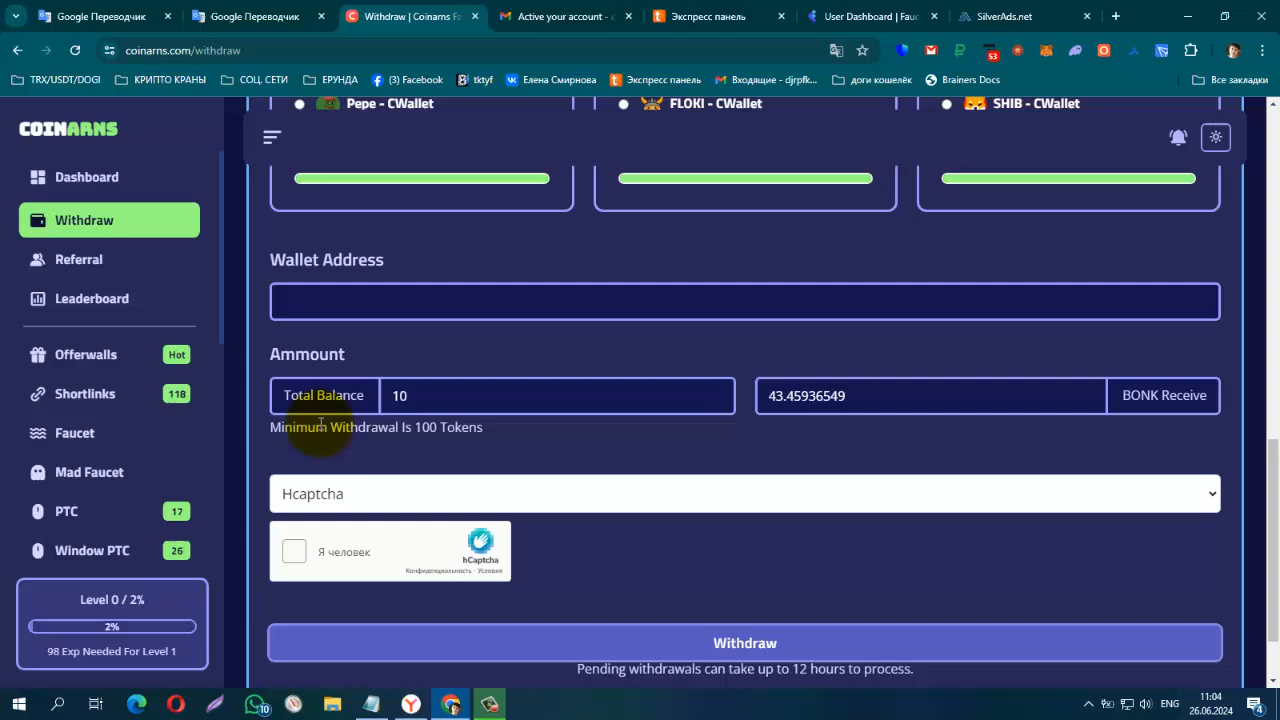 Google Переводчик
Google Переводчик
Withdraw | Coinarns Fa
Active your account - c
Экспресс панель
User Dashboard | Fauc
SilverAds.net
coinarns.com/withdraw
53
TRX/USDT/DOGI
КРИПТО КРАНЫ
СОЦ. СЕТИ
ЕРУНДА
(3) Facebook
tktyf
Елена Смирнова
Экспресс панель
Входящие - djrpfk...
доги кошелёк
Brainers Docs
Все закладки
COINARNS
Dashboard
Withdraw
Referral
Leaderboard
Offerwalls Hot
Shortlinks 118
Faucet
Mad Faucet
PTC 17
Window PTC 26
Level 0 / 2%
2%
98 Exp Needed For Level 1
Pepe - CWallet
FLOKI - CWallet
SHIB - CWallet
Wallet Address
Ammount
Total Balance 10
43.45936549 BONK Receive
Minimum Withdrawal Is 100 Tokens
Hcaptcha
Я человек
hCaptcha
Конфиденциальность - Условия
Withdraw
Pending withdrawals can take up to 12 hours to process.
10
ENG
11:04
26.06.2024
4